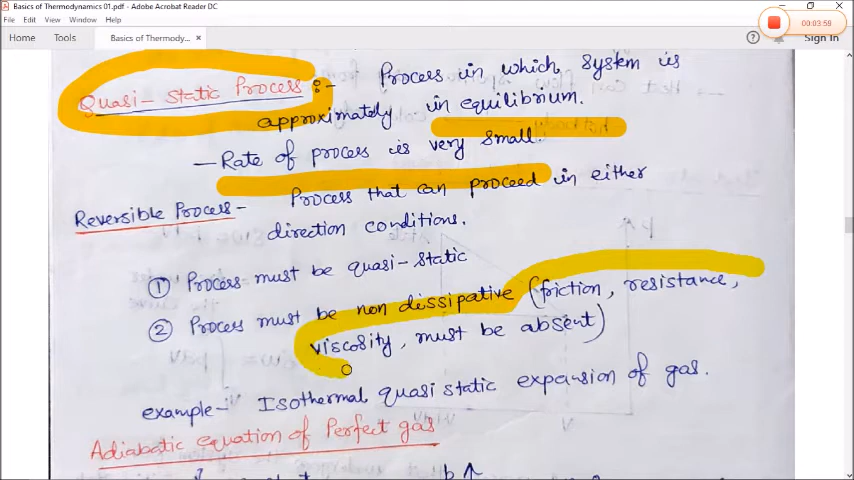 Basics of Thermodynamics 01.pdf - Adobe Acrobat Reader DC
File Edit View Window Help
00:03:59
Home Tools Basics of Thermody... × Sign In
Quasi-Static Process :- Process in which system is
approximately in equilibrium.
- Rate of process is very small.
Reversible Process - Process that can proceed in either
direction conditions.
① Process must be quasi-static
② Process must be non dissipative (friction, resistance,
viscosity, must be absent)
example - Isothermal quasi static expansion of gas.
Adiabatic equation of Perfect gas